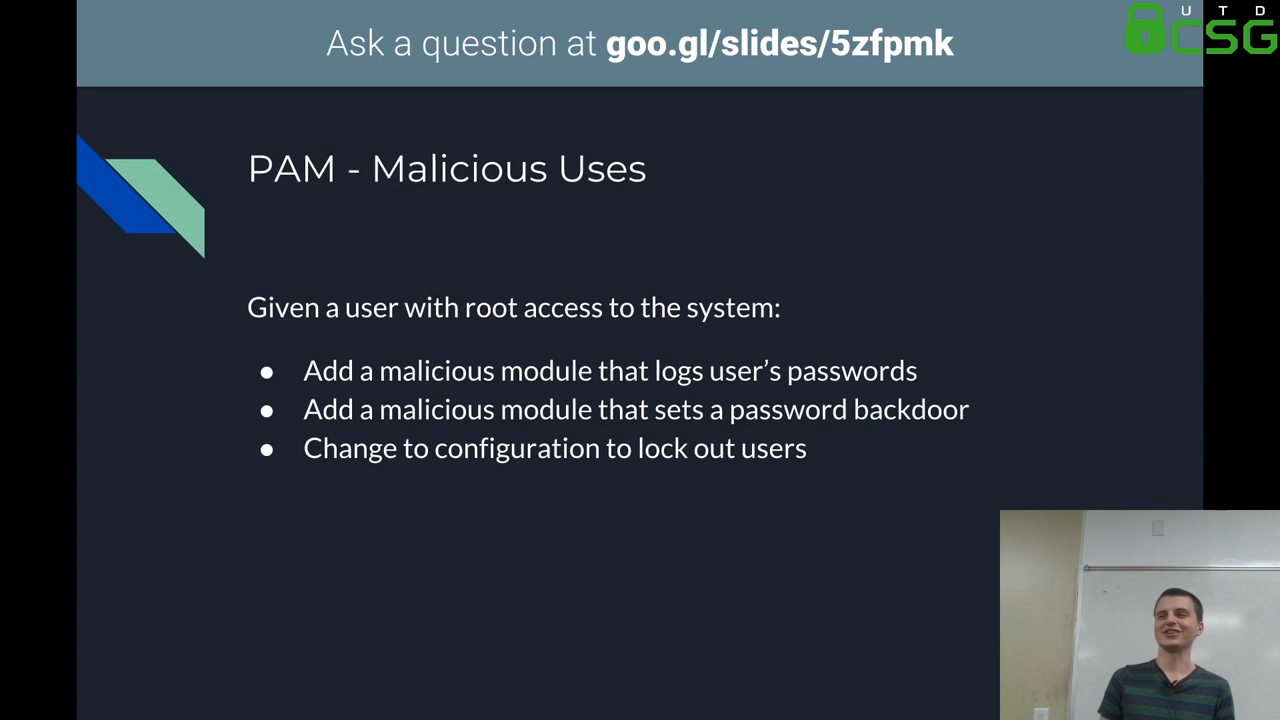 Ask a question at goo.gl/slides/5zfpmk
UTD
CSG
PAM - Malicious Uses
Given a user with root access to the system:
● Add a malicious module that logs user's passwords
● Add a malicious module that sets a password backdoor
● Change to configuration to lock out users